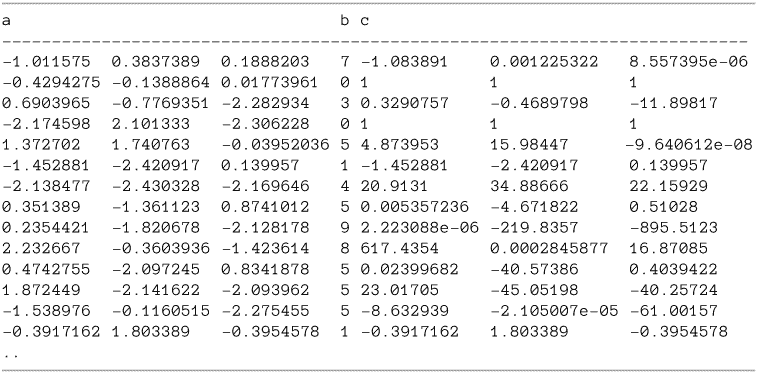 a b c
-1.011575 0.3837389 0.1888203 7 -1.083891 0.001225322 8.557395e-06
-0.4294275 -0.1388864 0.01773961 0 1 1 1
0.6903965 -0.7769351 -2.282934 3 0.3290757 -0.4689798 -11.89817
-2.174598 2.101333 -2.306228 0 1 1 1
1.372702 1.740763 -0.03952036 5 4.873953 15.98447 -9.640612e-08
-1.452881 -2.420917 0.139957 1 -1.452881 -2.420917 0.139957
-2.138477 -2.430328 -2.169646 4 20.9131 34.88666 22.15929
0.351389 -1.361123 0.8741012 5 0.005357236 -4.671822 0.51028
0.2354421 -1.820678 -2.128178 9 2.223088e-06 -219.8357 -895.5123
2.232667 -0.3603936 -1.423614 8 617.4354 0.0002845877 16.87085
0.4742755 -2.097245 0.8341878 5 0.02399682 -40.57386 0.4039422
1.872449 -2.141622 -2.093962 5 23.01705 -45.05198 -40.25724
-1.538976 -0.1160515 -2.275455 5 -8.632939 -2.105007e-05 -61.00157
-0.3917162 1.803389 -0.3954578 1 -0.3917162 1.803389 -0.3954578
..